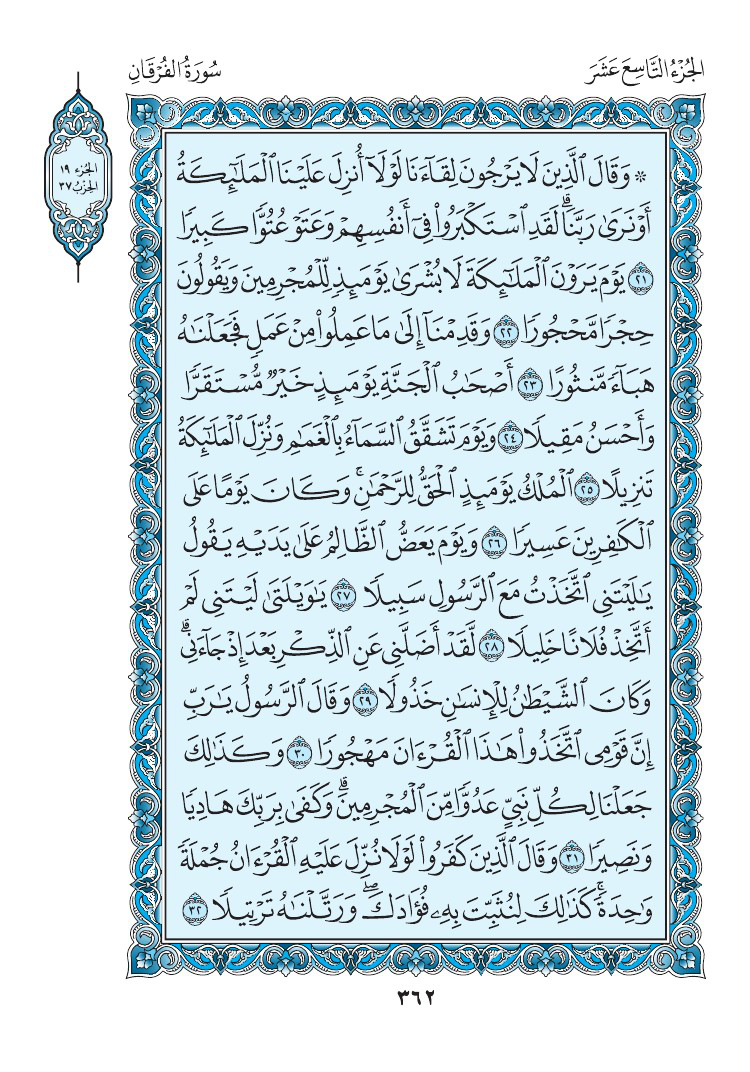 الجُزْءُ التَّاسِعَ عَشَرَ
سُورَةُ الفُرْقَانِ
الجزء ١٩
الحزب ٣٧
۞ وَقَالَ ٱلَّذِينَ لَا يَرْجُونَ لِقَآءَنَا لَوْلَآ أُنزِلَ عَلَيْنَا ٱلْمَلَٰٓئِكَةُ
أَوْ نَرَىٰ رَبَّنَاۗ لَقَدِ ٱسْتَكْبَرُوا۟ فِىٓ أَنفُسِهِمْ وَعَتَوْ عُتُوًّا كَبِيرًا
٢١ يَوْمَ يَرَوْنَ ٱلْمَلَٰٓئِكَةَ لَا بُشْرَىٰ يَوْمَئِذٍ لِّلْمُجْرِمِينَ وَيَقُولُونَ
حِجْرًا مَّحْجُورًا ٢٢ وَقَدِمْنَآ إِلَىٰ مَا عَمِلُوا۟ مِنْ عَمَلٍ فَجَعَلْنَٰهُ
هَبَآءً مَّنثُورًا ٢٣ أَصْحَٰبُ ٱلْجَنَّةِ يَوْمَئِذٍ خَيْرٌ مُّسْتَقَرًّا
وَأَحْسَنُ مَقِيلًا ٢٤ وَيَوْمَ تَشَقَّقُ ٱلسَّمَآءُ بِٱلْغَمَٰمِ وَنُزِّلَ ٱلْمَلَٰٓئِكَةُ
تَنزِيلًا ٢٥ ٱلْمُلْكُ يَوْمَئِذٍ ٱلْحَقُّ لِلرَّحْمَٰنِۚ وَكَانَ يَوْمًا عَلَى
ٱلْكَٰفِرِينَ عَسِيرًا ٢٦ وَيَوْمَ يَعَضُّ ٱلظَّالِمُ عَلَىٰ يَدَيْهِ يَقُولُ
يَٰلَيْتَنِى ٱتَّخَذْتُ مَعَ ٱلرَّسُولِ سَبِيلًا ٢٧ يَٰوَيْلَتَىٰ لَيْتَنِى لَمْ
أَتَّخِذْ فُلَانًا خَلِيلًا ٢٨ لَّقَدْ أَضَلَّنِى عَنِ ٱلذِّكْرِ بَعْدَ إِذْ جَآءَنِىۗ
وَكَانَ ٱلشَّيْطَٰنُ لِلْإِنسَٰنِ خَذُولًا ٢٩ وَقَالَ ٱلرَّسُولُ يَٰرَبِّ
إِنَّ قَوْمِى ٱتَّخَذُوا۟ هَٰذَا ٱلْقُرْءَانَ مَهْجُورًا ٣٠ وَكَذَٰلِكَ
جَعَلْنَا لِكُلِّ نَبِىٍّ عَدُوًّا مِّنَ ٱلْمُجْرِمِينَۗ وَكَفَىٰ بِرَبِّكَ هَادِيًا
وَنَصِيرًا ٣١ وَقَالَ ٱلَّذِينَ كَفَرُوا۟ لَوْلَا نُزِّلَ عَلَيْهِ ٱلْقُرْءَانُ جُمْلَةً
وَٰحِدَةًۚ كَذَٰلِكَ لِنُثَبِّتَ بِهِۦ فُؤَادَكَۖ وَرَتَّلْنَٰهُ تَرْتِيلًا ٣٢
٣٦٢